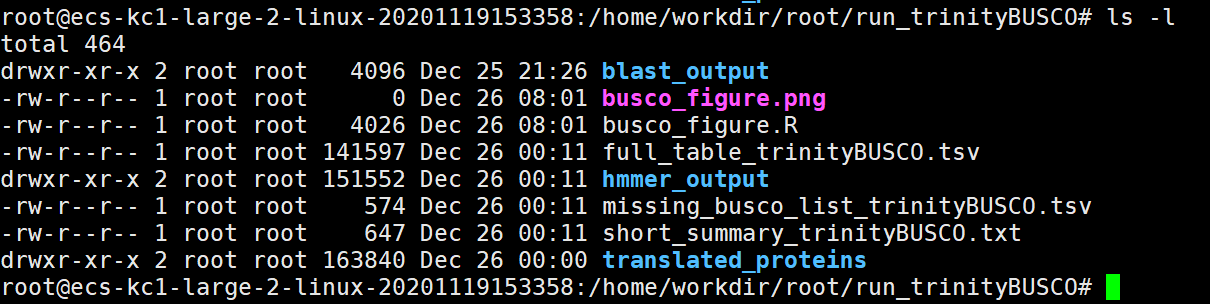 root@ecs-kc1-large-2-linux-20201119153358:/home/workdir/root/run_trinityBUSCO# ls -l
total 464
drwxr-xr-x 2 root root   4096 Dec 25 21:26 blast_output
-rw-r--r-- 1 root root      0 Dec 26 08:01 busco_figure.png
-rw-r--r-- 1 root root   4026 Dec 26 08:01 busco_figure.R
-rw-r--r-- 1 root root 141597 Dec 26 00:11 full_table_trinityBUSCO.tsv
drwxr-xr-x 2 root root 151552 Dec 26 00:11 hmmer_output
-rw-r--r-- 1 root root    574 Dec 26 00:11 missing_busco_list_trinityBUSCO.tsv
-rw-r--r-- 1 root root    647 Dec 26 00:11 short_summary_trinityBUSCO.txt
drwxr-xr-x 2 root root 163840 Dec 26 00:00 translated_proteins
root@ecs-kc1-large-2-linux-20201119153358:/home/workdir/root/run_trinityBUSCO#